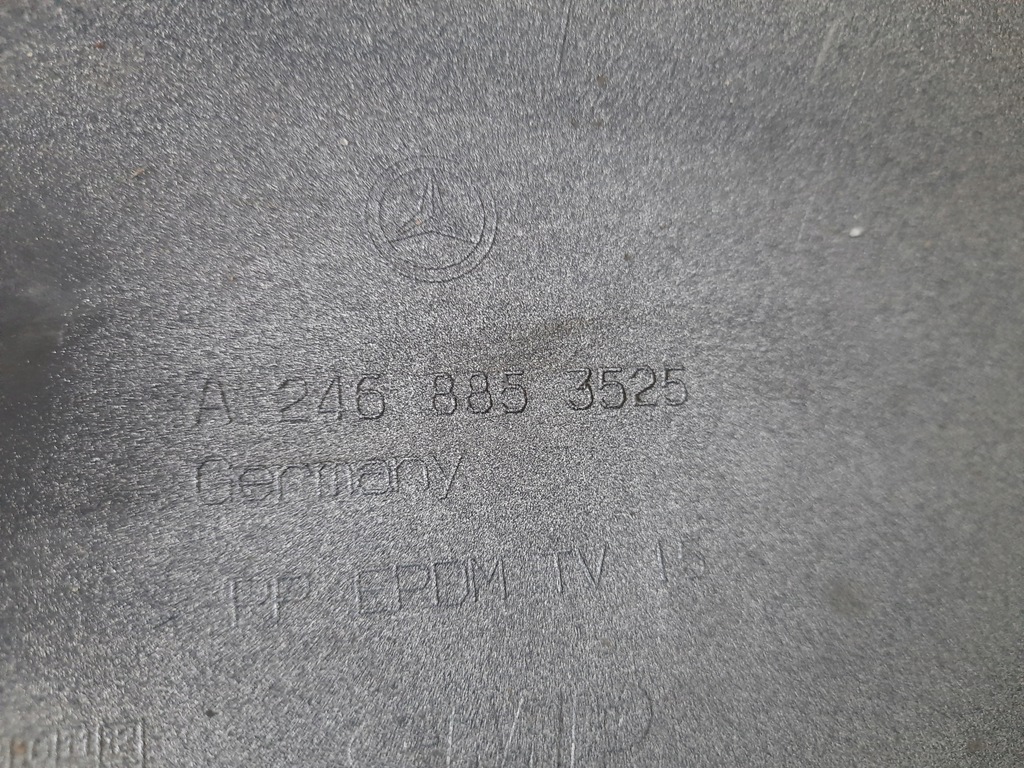 A 246 885 3525
Germany
> PP EPDM TV 15